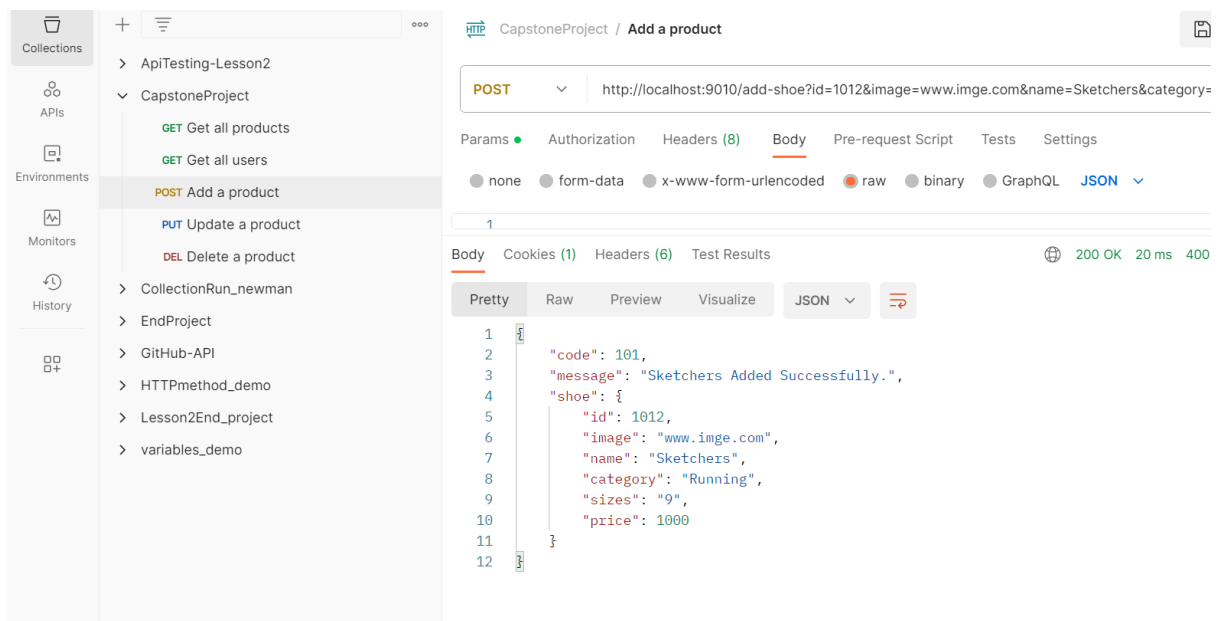 Collections
APIs
Environments
Monitors
History
ApiTesting-Lesson2
CapstoneProject
GET Get all products
GET Get all users
POST Add a product
PUT Update a product
DEL Delete a product
CollectionRun_newman
EndProject
GitHub-API
HTTPmethod_demo
Lesson2End_project
variables_demo
HTTP CapstoneProject / Add a product
POST http://localhost:9010/add-shoe?id=1012&image=www.imge.com&name=Sketchers&category=
Params Authorization Headers (8) Body Pre-request Script Tests Settings
none form-data x-www-form-urlencoded raw binary GraphQL JSON
1
Body Cookies (1) Headers (6) Test Results 200 OK 20 ms 400
Pretty Raw Preview Visualize JSON
1 {
2 "code": 101,
3 "message": "Sketchers Added Successfully.",
4 "shoe": {
5 "id": 1012,
6 "image": "www.imge.com",
7 "name": "Sketchers",
8 "category": "Running",
9 "sizes": "9",
10 "price": 1000
11 }
12 }